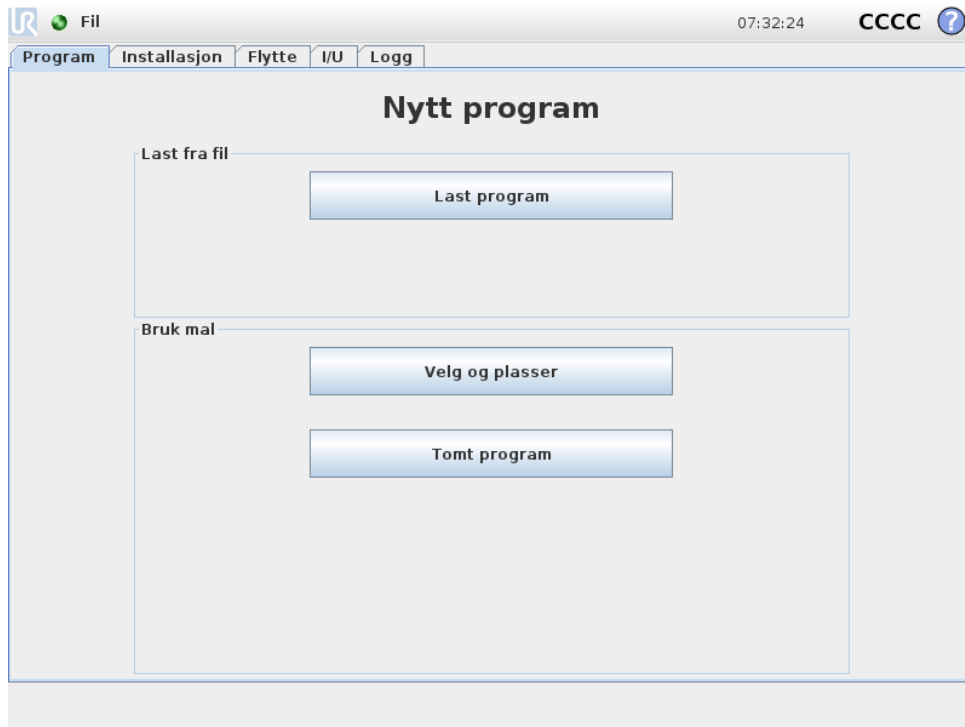 UR Fil 07:32:24 CCCC ?
Program Installasjon Flytte I/U Logg
Nytt program
Last fra fil
Last program
Bruk mal
Velg og plasser
Tomt program